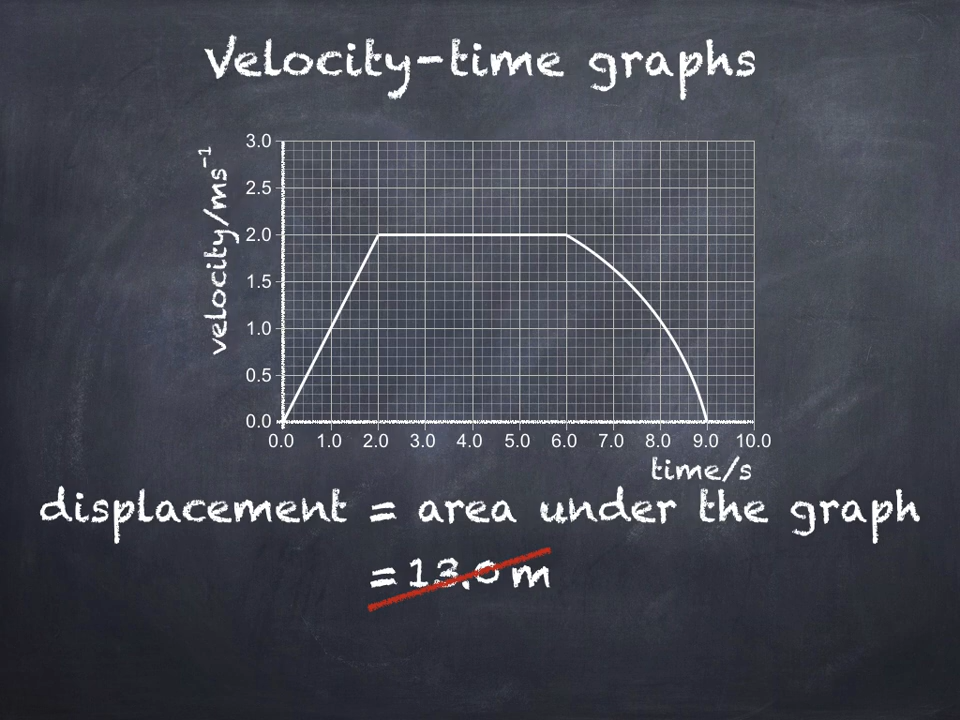 Velocity-time graphs
velocity/ms⁻¹
3.0
2.5
2.0
1.5
1.0
0.5
0.0
0.0 1.0 2.0 3.0 4.0 5.0 6.0 7.0 8.0 9.0 10.0
time/s
displacement = area under the graph
= 13.0 m